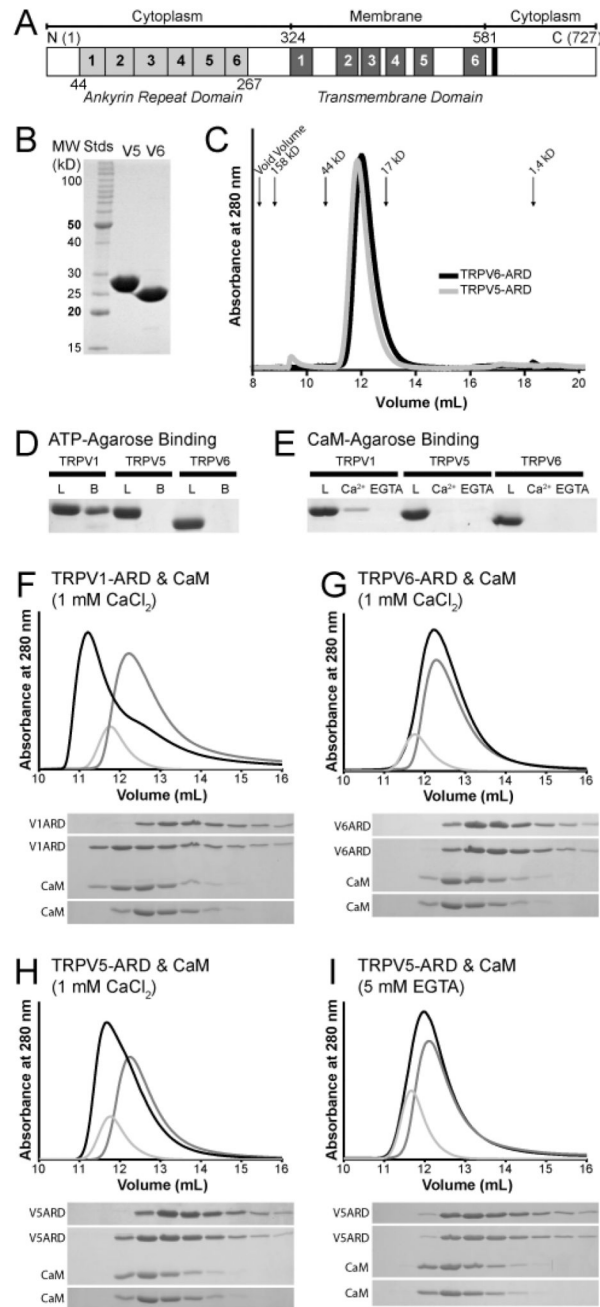 A
Cytoplasm Membrane Cytoplasm
N (1) 324 581 C (727)
1 2 3 4 5 6 1 2 3 4 5 6
44 267
Ankyrin Repeat Domain Transmembrane Domain
B
MW Stds V5 V6
(kD)
100
50
40
30
25
20
15
C
Absorbance at 280 nm
Void Volume
158 kD
44 kD
17 kD
1.4 kD
TRPV6-ARD
TRPV5-ARD
8 10 12 14 16 18 20
Volume (mL)
D ATP-Agarose Binding
TRPV1 TRPV5 TRPV6
L B L B L B
E CaM-Agarose Binding
TRPV1 TRPV5 TRPV6
L Ca²⁺ EGTA L Ca²⁺ EGTA L Ca²⁺ EGTA
F TRPV1-ARD & CaM
(1 mM CaCl₂)
Absorbance at 280 nm
10 11 12 13 14 15 16
Volume (mL)
V1ARD
V1ARD
CaM
CaM
G TRPV6-ARD & CaM
(1 mM CaCl₂)
Absorbance at 280 nm
10 11 12 13 14 15 16
Volume (mL)
V6ARD
V6ARD
CaM
CaM
H TRPV5-ARD & CaM
(1 mM CaCl₂)
Absorbance at 280 nm
10 11 12 13 14 15 16
Volume (mL)
V5ARD
V5ARD
CaM
CaM
I TRPV5-ARD & CaM
(5 mM EGTA)
Absorbance at 280 nm
10 11 12 13 14 15 16
Volume (mL)
V5ARD
V5ARD
CaM
CaM